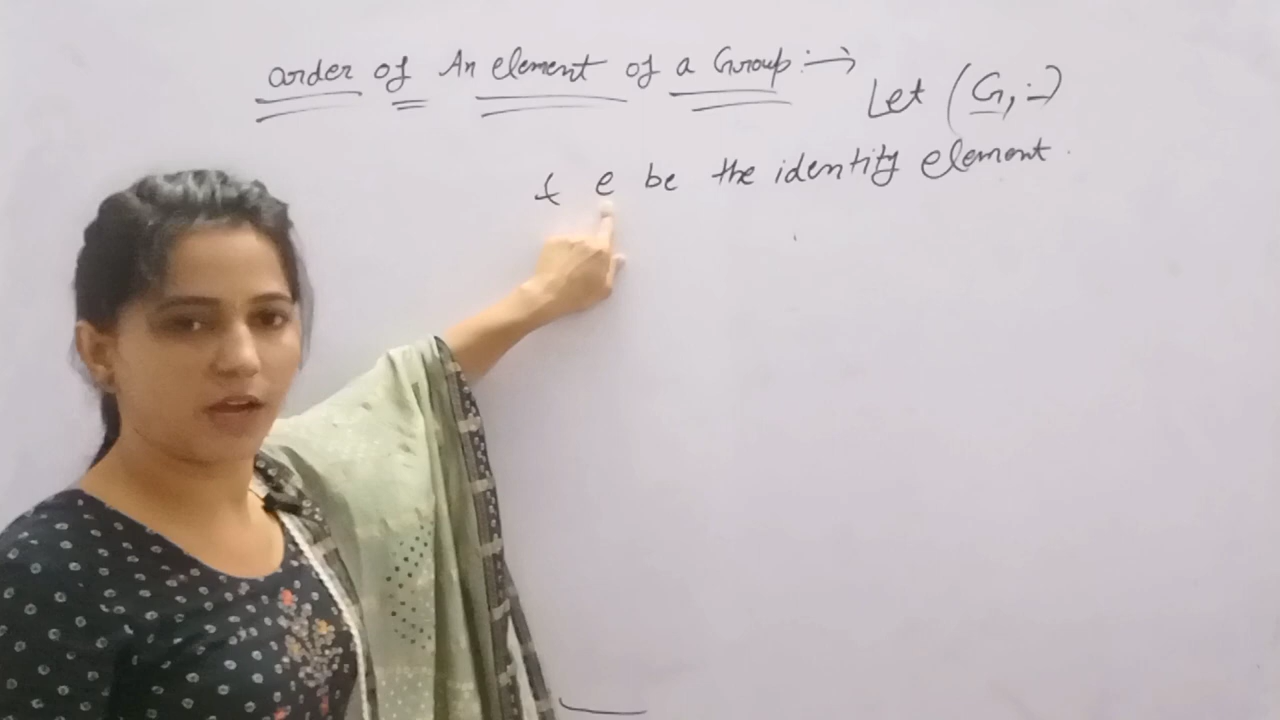 order of An element of a Group :→ Let (G, ·)
& e be the identity element